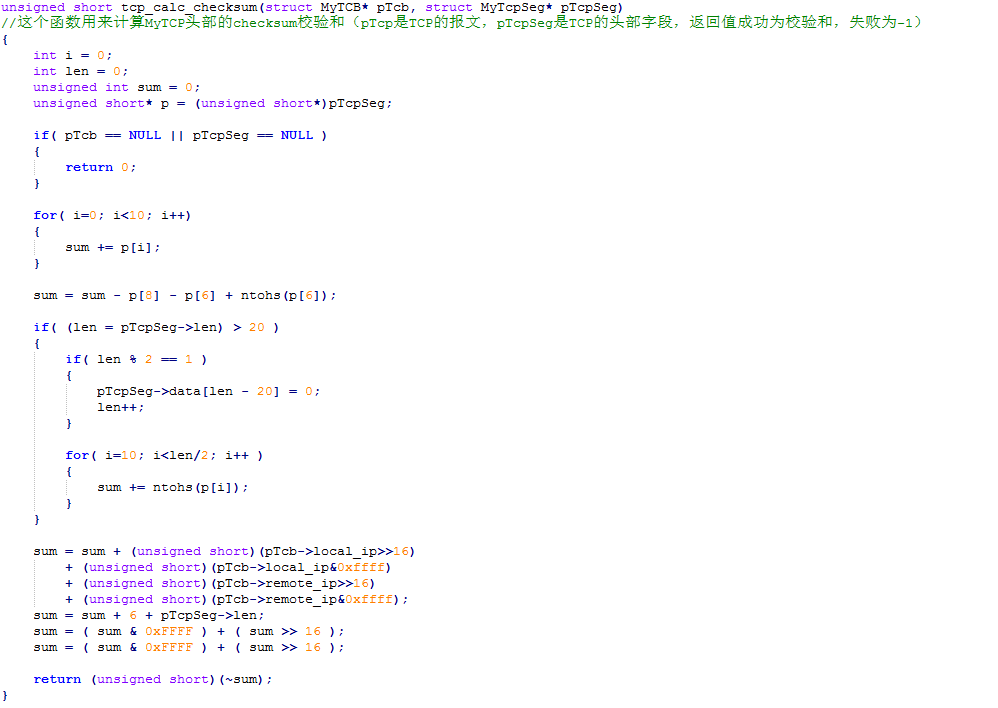 unsigned short tcp_calc_checksum(struct MyTCB* pTcb, struct MyTcpSeg* pTcpSeg)
//这个函数用来计算MyTCP头部的checksum校验和（pTcp是TCP的报文，pTcpSeg是TCP的头部字段，返回值成功为校验和，失败为-1）
{
    int i = 0;
    int len = 0;
    unsigned int sum = 0;
    unsigned short* p = (unsigned short*)pTcpSeg;

    if( pTcb == NULL || pTcpSeg == NULL )
    {
        return 0;
    }

    for( i=0; i<10; i++)
    {
        sum += p[i];
    }

    sum = sum - p[8] - p[6] + ntohs(p[6]);

    if( (len = pTcpSeg->len) > 20 )
    {
        if( len % 2 == 1 )
        {
            pTcpSeg->data[len - 20] = 0;
            len++;
        }

        for( i=10; i<len/2; i++ )
        {
            sum += ntohs(p[i]);
        }
    }

    sum = sum + (unsigned short)(pTcb->local_ip>>16)
        + (unsigned short)(pTcb->local_ip&0xffff)
        + (unsigned short)(pTcb->remote_ip>>16)
        + (unsigned short)(pTcb->remote_ip&0xffff);
    sum = sum + 6 + pTcpSeg->len;
    sum = ( sum & 0xFFFF ) + ( sum >> 16 );
    sum = ( sum & 0xFFFF ) + ( sum >> 16 );

    return (unsigned short)(~sum);
}